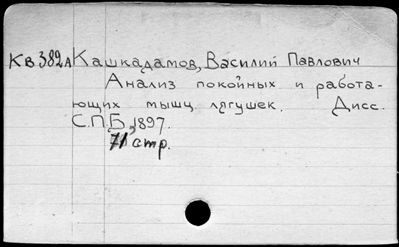 Кв 382А Кашкадамов, Василий Павлович
Анализ покойных и работа-
ющих мышц лягушек. Дисс.
С.П.Б, 1897.
71 стр.